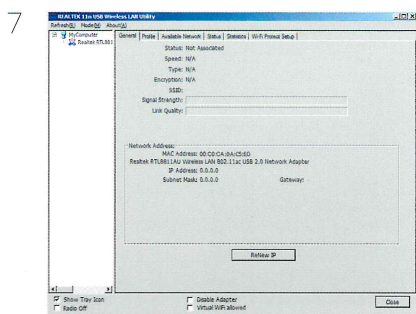 7
REALTEK 11n USB Wireless LAN Utility
Refresh(R) Mode(M) About(A)
MyComputer
Realtek RTL881
General Profile Available Network Status Statistics Wi-Fi Protect Setup
Status: Not Associated
Speed: N/A
Type: N/A
Encryption: N/A
SSID:
Signal Strength:
Link Quality:
Network Address:
MAC Address: 00:C0:CA:
Realtek RTL8811AU Wireless LAN 802.11ac USB 2.0 Network Adapter
IP Address: 0.0.0.0
Subnet Mask: 0.0.0.0 Gateway:
ReNew IP
Show Tray Icon Disable Adapter
Radio Off Virtual WiFi allowed
Close